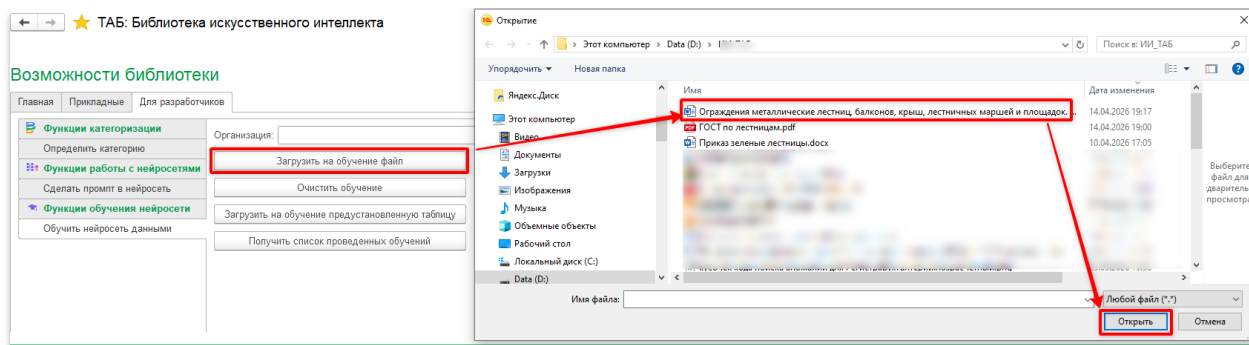 ТАБ: Библиотека искусственного интеллекта
Возможности библиотеки
Главная Прикладные Для разработчиков
Функции категоризации
Определить категорию
Функции работы с нейросетями
Сделать промпт в нейросеть
Функции обучения нейросети
Обучить нейросеть данными
Организация:
Загрузить на обучение файл
Очистить обучение
Загрузить на обучение предустановленную таблицу
Получить список проведенных обучений
Открытие
Этот компьютер › Data (D:) ›
Поиск в: ИИ_ТАБ
Упорядочить Новая папка
Яндекс.Диск
Этот компьютер
Видео
Документы
Загрузки
Изображения
Музыка
Объемные объекты
Рабочий стол
Локальный диск (C:)
Data (D:)
Имя Дата изменения
Ограждения металлические лестниц, балконов, крыш, лестничных маршей и площадок. 14.04.2026 19:17
ГОСТ по лестницам.pdf 14.04.2026 19:00
Приказ зеленые лестницы.docx 10.04.2026 17:05
Выберите
файл для
просмотра
Имя файла:
Любой файл (*.*)
Открыть Отмена